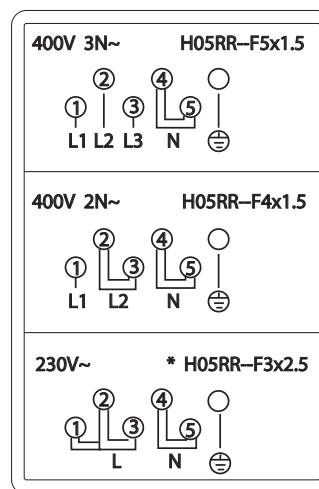 400V 3N~ H05RR--F5x1.5
2 4
1 3 5
L1 L2 L3 N
400V 2N~ H05RR--F4x1.5
2 4
1 3 5
L1 L2 N
230V~ * H05RR--F3x2.5
2 4
1 3 5
L N